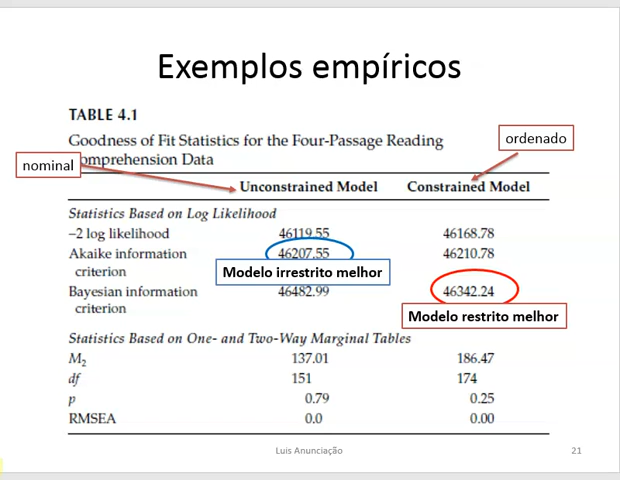 Exemplos empíricos
TABLE 4.1
Goodness of Fit Statistics for the Four-Passage Reading
omprehension Data
nominal
ordenado
Unconstrained Model Constrained Model
Statistics Based on Log Likelihood
−2 log likelihood 46119.55 46168.78
Akaike information 46207.55 46210.78
criterion
Modelo irrestrito melhor
Bayesian information 46482.99 46342.24
criterion
Modelo restrito melhor
Statistics Based on One- and Two-Way Marginal Tables
M2 137.01 186.47
df 151 174
p 0.79 0.25
RMSEA 0.0 0.00
Luis Anunciação
21